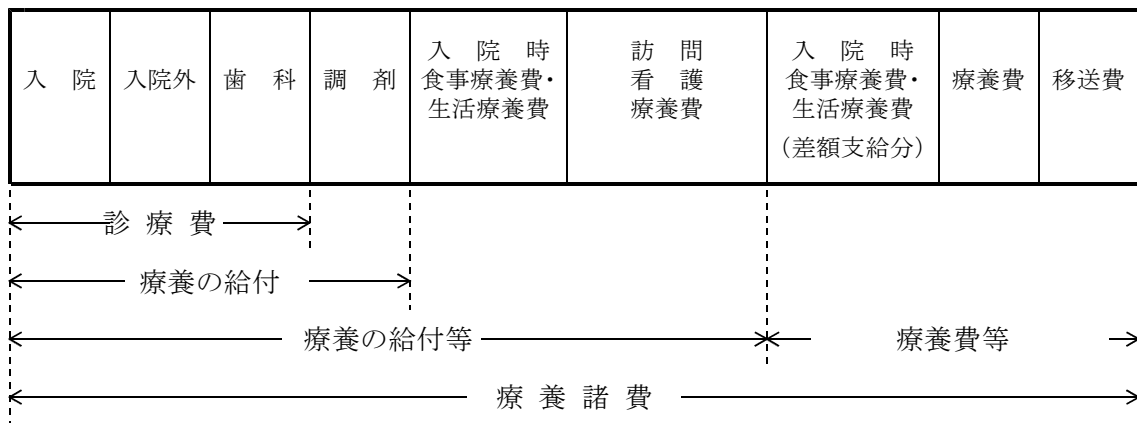 入院
入院外
歯科
調剤
入院時
食事療養費・
生活療養費
訪問
看護
療養費
入院時
食事療養費・
生活療養費
（差額支給分）
療養費
移送費
診療費
療養の給付
療養の給付等
療養費等
療養諸費